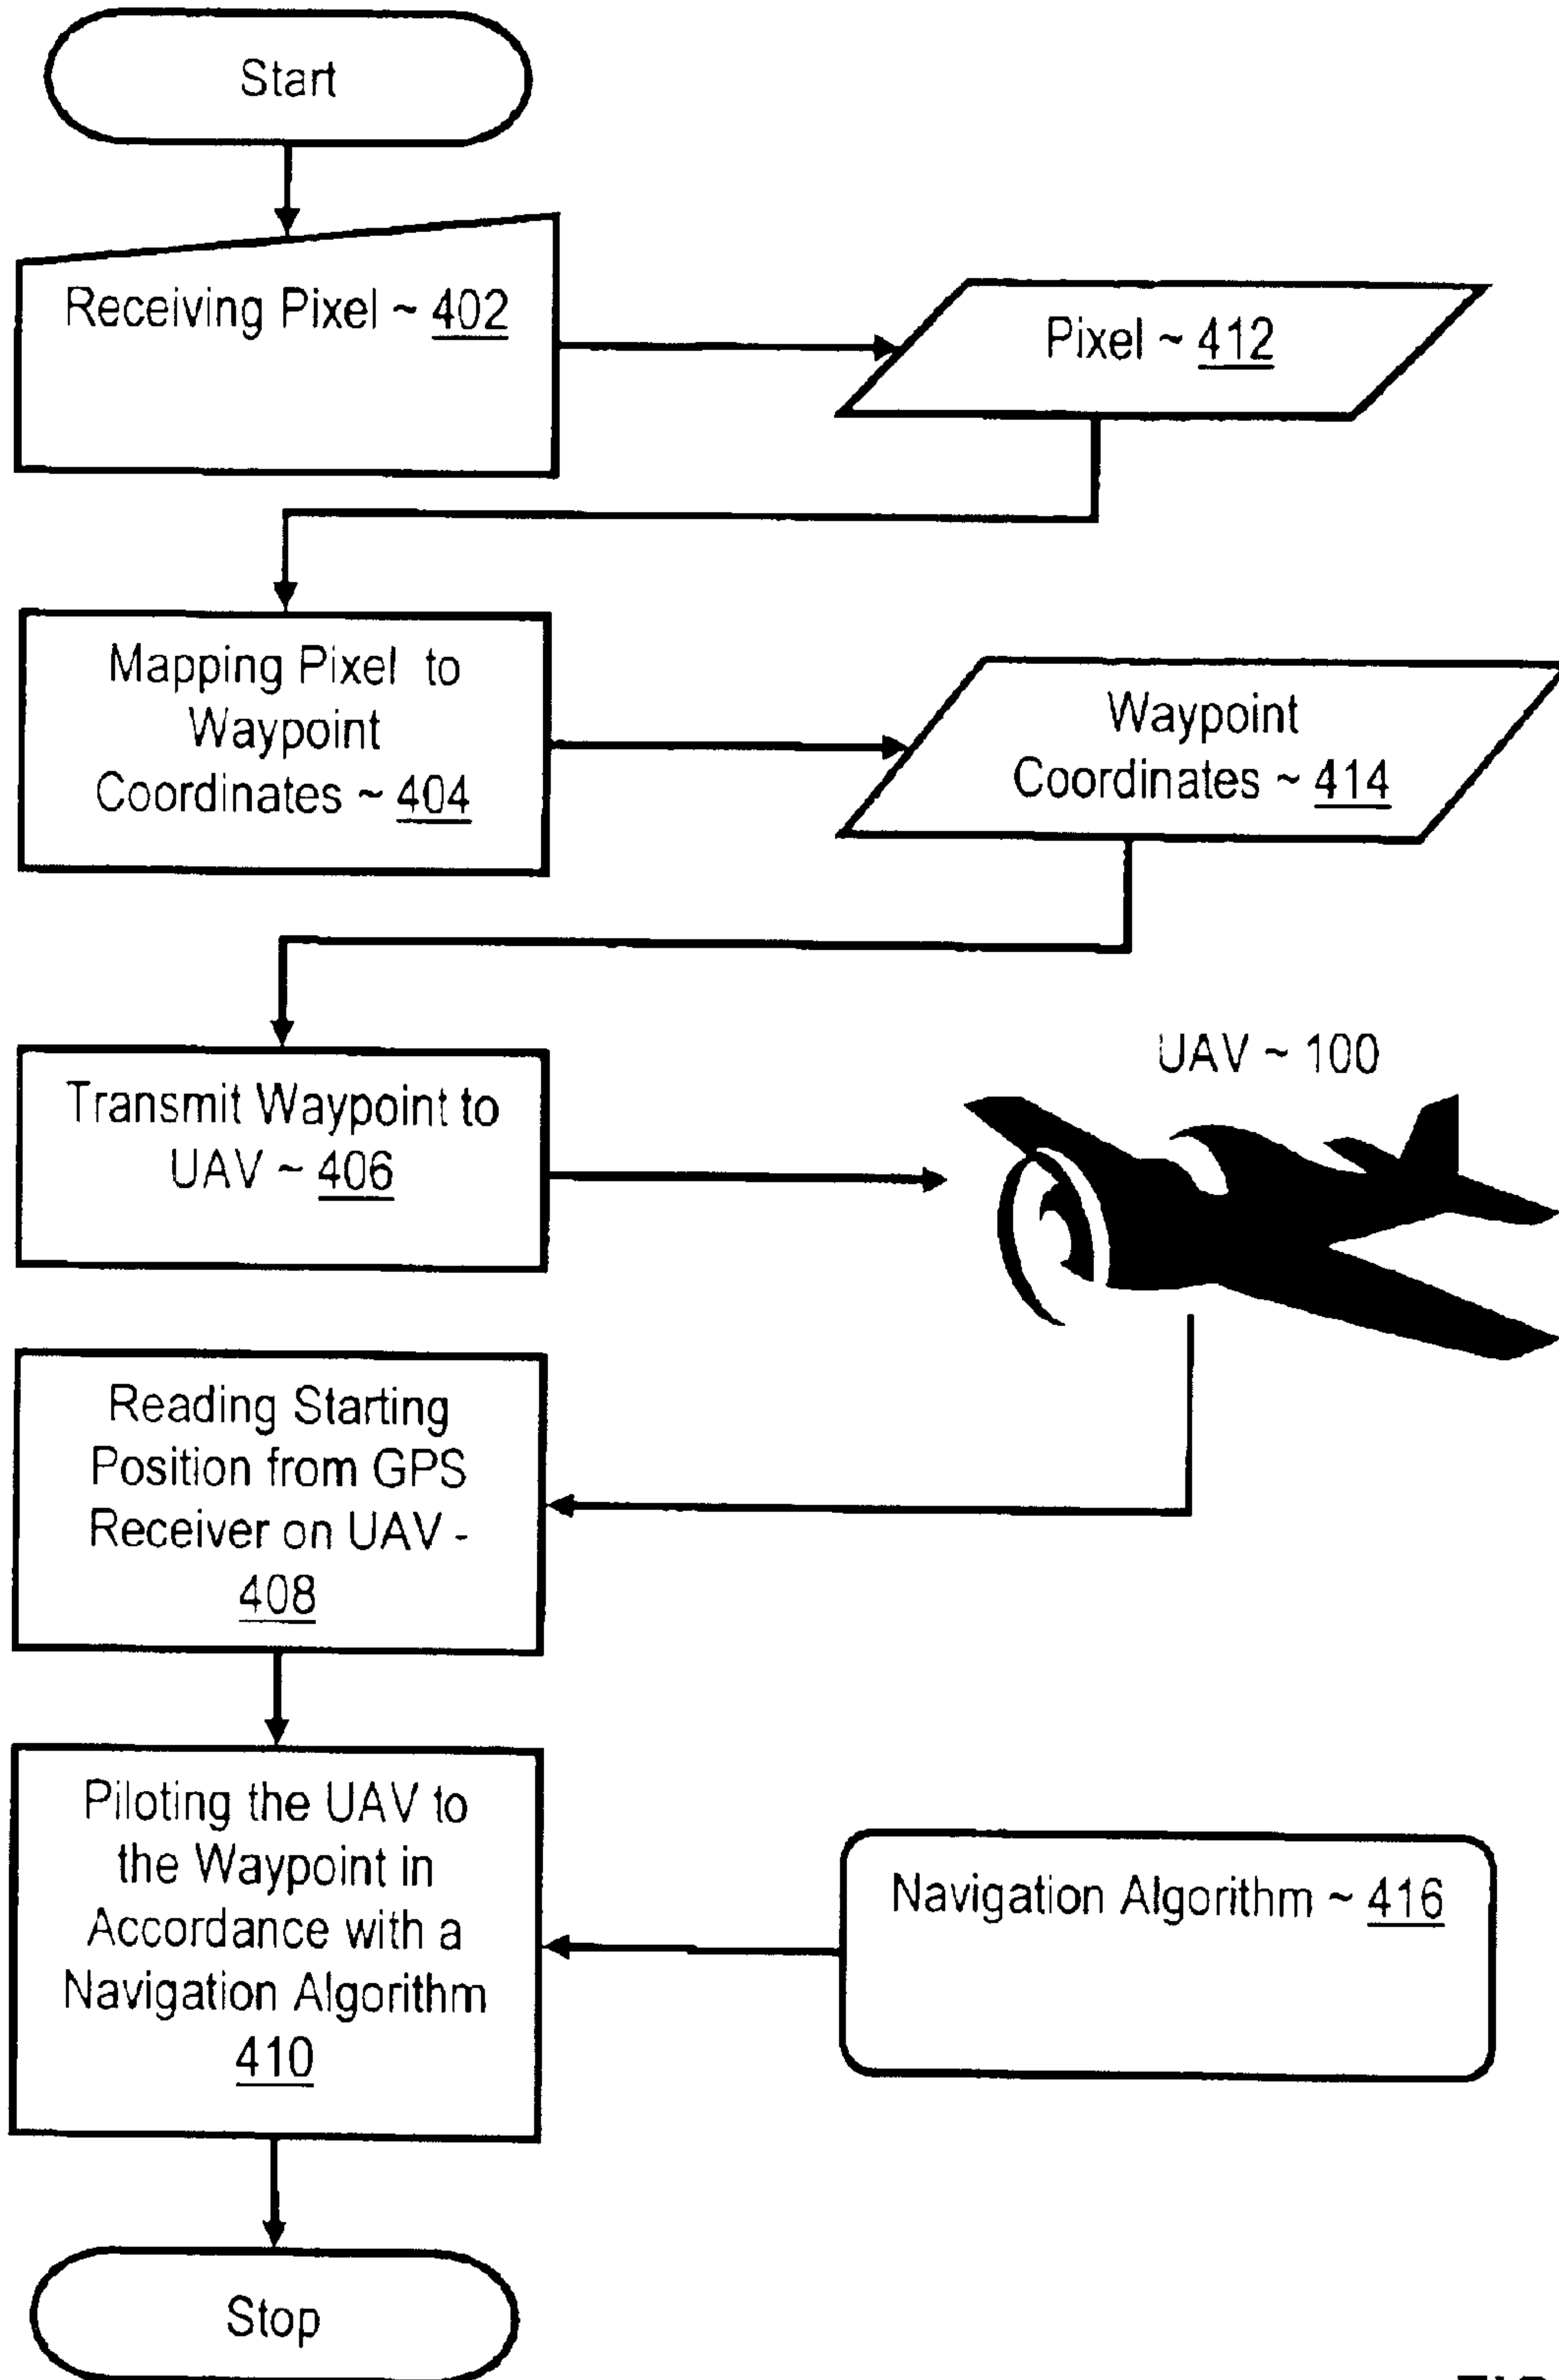 Start
Receiving Pixel ~ 402
Pixel ~ 412
Mapping Pixel to
Waypoint
Coordinates ~ 404
Waypoint
Coordinates ~ 414
UAV ~ 100
Transmit Waypoint to
UAV ~ 406
Reading Starting
Position from GPS
Receiver on UAV -
408
Piloting the UAV to
the Waypoint in
Accordance with a
Navigation Algorithm
410
Navigation Algorithm ~ 416
Stop